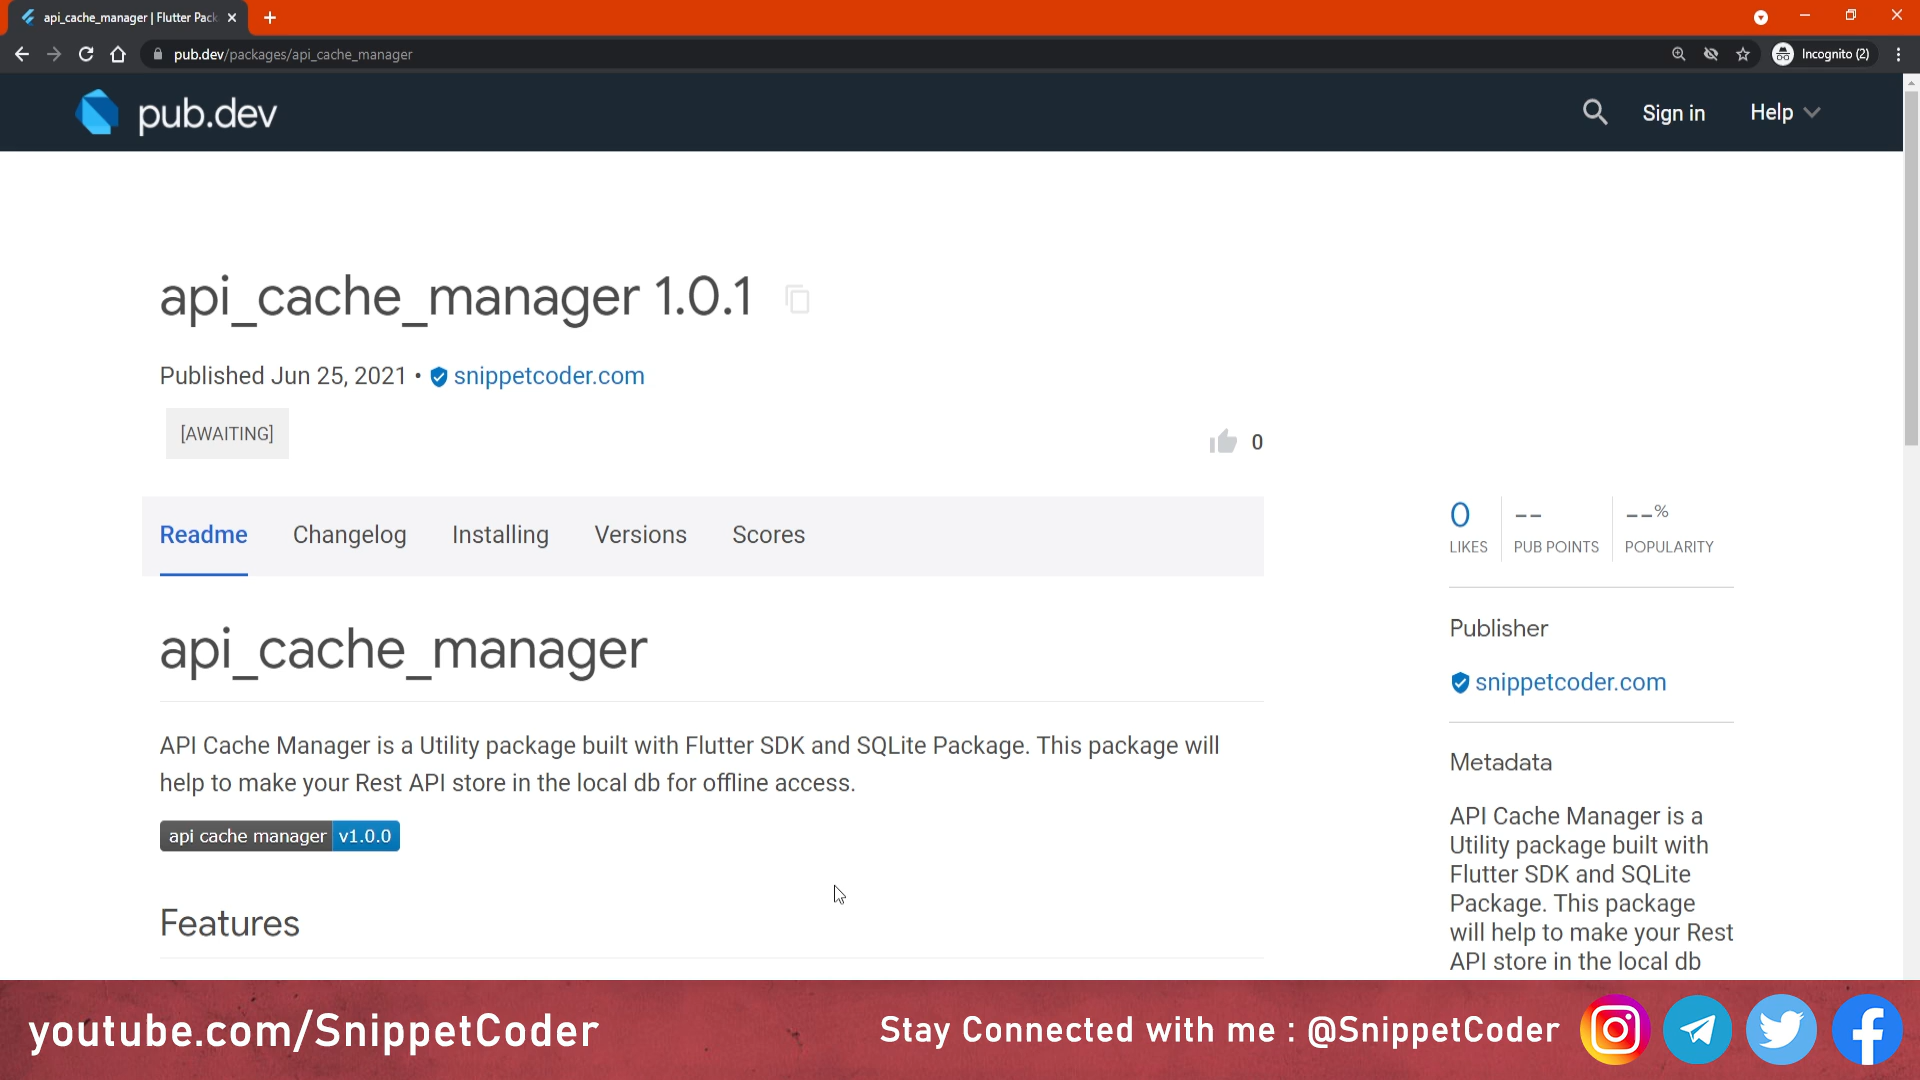 api_cache_manager | Flutter Pack
pub.dev/packages/api_cache_manager
Incognito (2)
pub.dev
Sign in
Help
api_cache_manager 1.0.1
Published Jun 25, 2021 • snippetcoder.com
[AWAITING]
0
Readme
Changelog
Installing
Versions
Scores
0
LIKES
--
PUB POINTS
--%
POPULARITY
api_cache_manager
API Cache Manager is a Utility package built with Flutter SDK and SQLite Package. This package will
help to make your Rest API store in the local db for offline access.
api cache manager v1.0.0
Features
Publisher
snippetcoder.com
Metadata
API Cache Manager is a
Utility package built with
Flutter SDK and SQLite
Package. This package
will help to make your Rest
API store in the local db
youtube.com/SnippetCoder
Stay Connected with me : @SnippetCoder